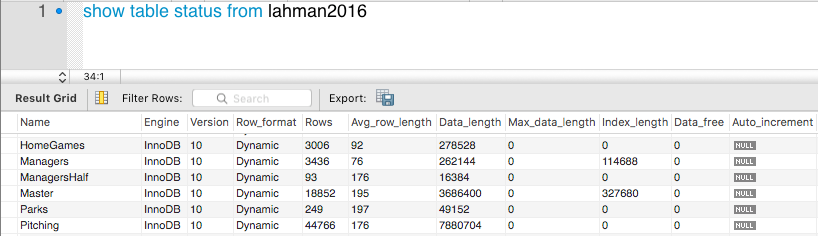 1 show table status from lahman2016
34:1
Result Grid Filter Rows: Search Export:
Name Engine Version Row_format Rows Avg_row_length Data_length Max_data_length Index_length Data_free Auto_increment
HomeGames InnoDB 10 Dynamic 3006 92 278528 0 0 0 NULL
Managers InnoDB 10 Dynamic 3436 76 262144 0 114688 0 NULL
ManagersHalf InnoDB 10 Dynamic 93 176 16384 0 0 0 NULL
Master InnoDB 10 Dynamic 18852 195 3686400 0 327680 0 NULL
Parks InnoDB 10 Dynamic 249 197 49152 0 0 0 NULL
Pitching InnoDB 10 Dynamic 44766 176 7880704 0 0 0 NULL